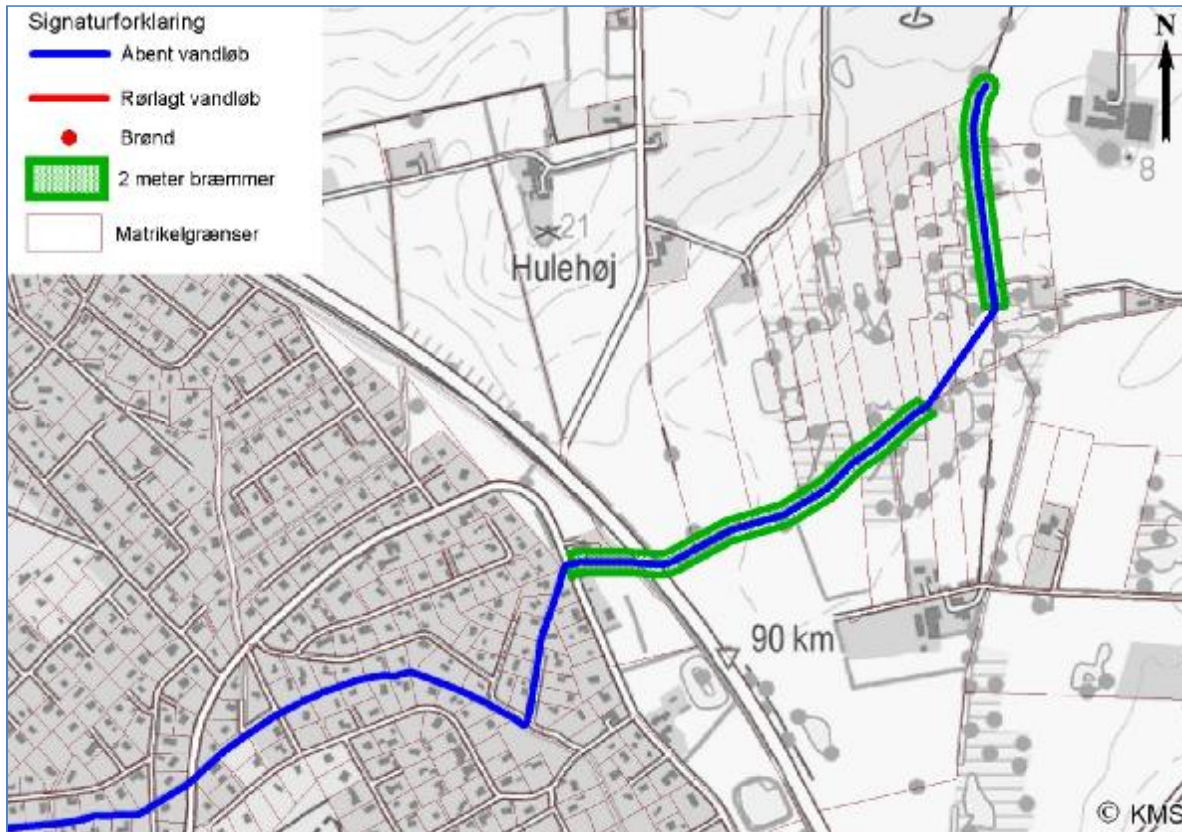 Signaturforklaring
Åbent vandløb
Rørlagt vandløb
Brønd
2 meter bræmmer
Matrikelgrænser
N
8
21
Hulehøj
90 km
© KMS